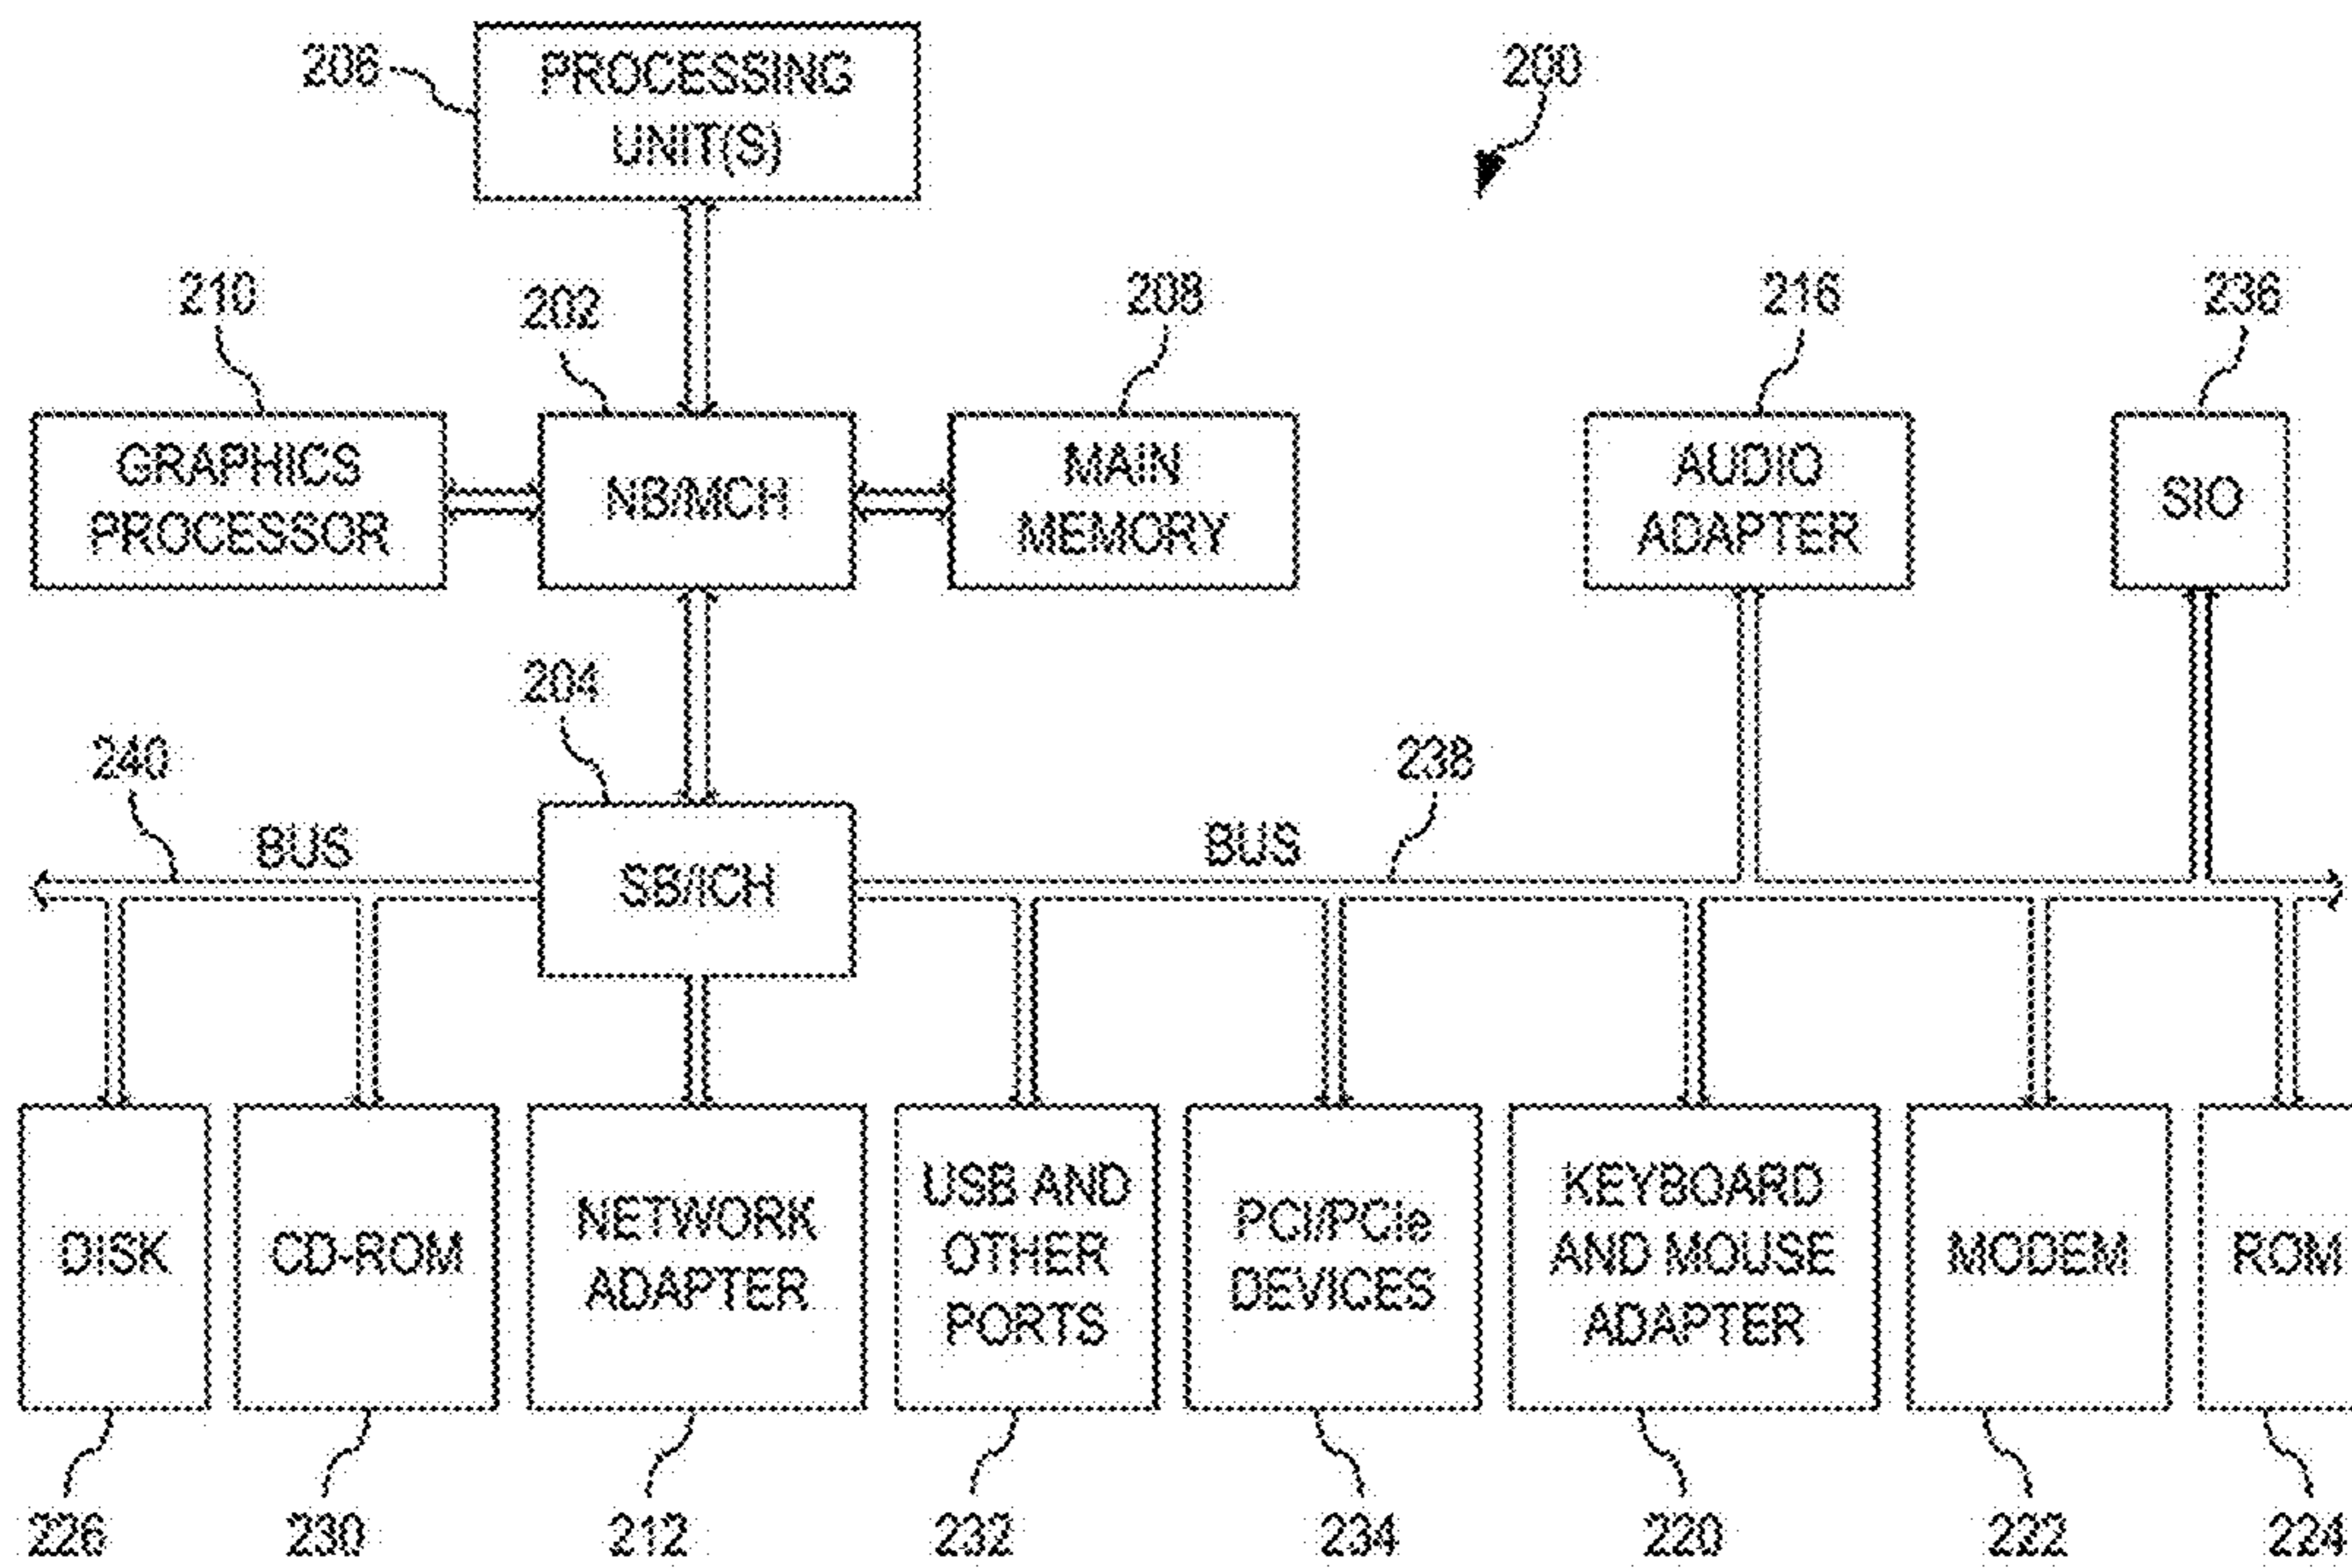 206
PROCESSING
UNIT(S)
200
210
202
208
216
236
GRAPHICS
PROCESSOR
NB/MCH
MAIN
MEMORY
AUDIO
ADAPTER
SIO
204
240
238
BUS
BUS
SB/ICH
DISK
CD-ROM
NETWORK
ADAPTER
USB AND
OTHER
PORTS
PCI/PCIe
DEVICES
KEYBOARD
AND MOUSE
ADAPTER
MODEM
ROM
226
230
212
232
234
220
222
224